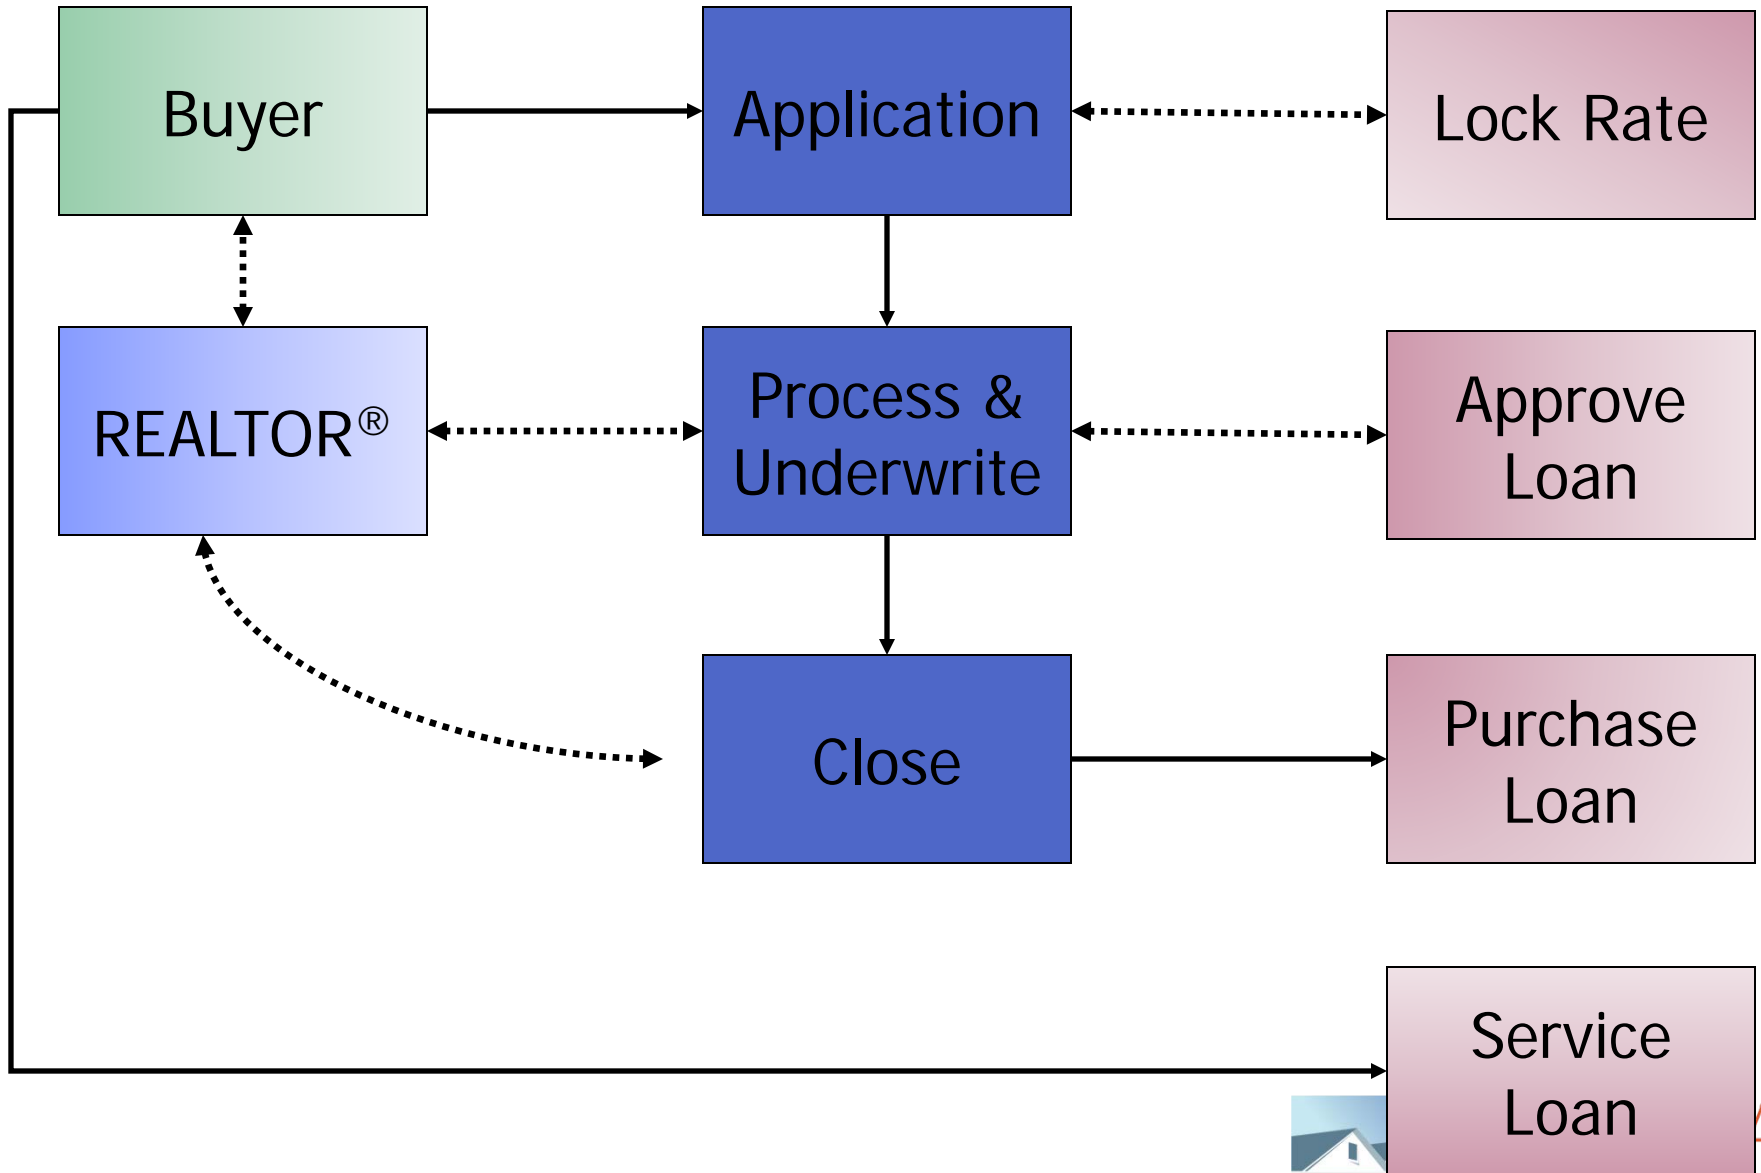 Buyer
Application
Lock Rate
REALTOR®
Process &
Underwrite
Approve
Loan
Close
Purchase
Loan
Service
Loan